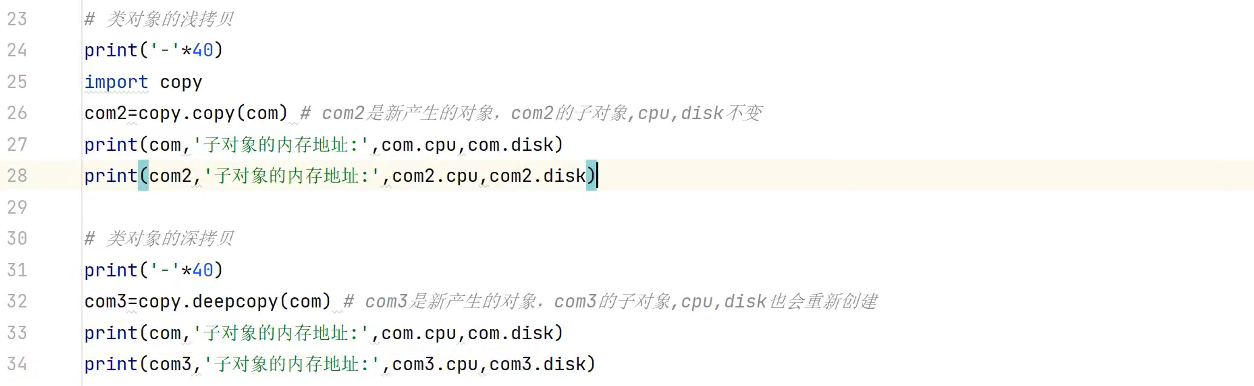 23 # 类对象的浅拷贝
24 print('-'*40)
25 import copy
26 com2=copy.copy(com) # com2是新产生的对象，com2的子对象,cpu,disk不变
27 print(com,'子对象的内存地址:',com.cpu,com.disk)
28 print(com2,'子对象的内存地址:',com2.cpu,com2.disk)
29
30 # 类对象的深拷贝
31 print('-'*40)
32 com3=copy.deepcopy(com) # com3是新产生的对象，com3的子对象,cpu,disk也会重新创建
33 print(com,'子对象的内存地址:',com.cpu,com.disk)
34 print(com3,'子对象的内存地址:',com3.cpu,com3.disk)